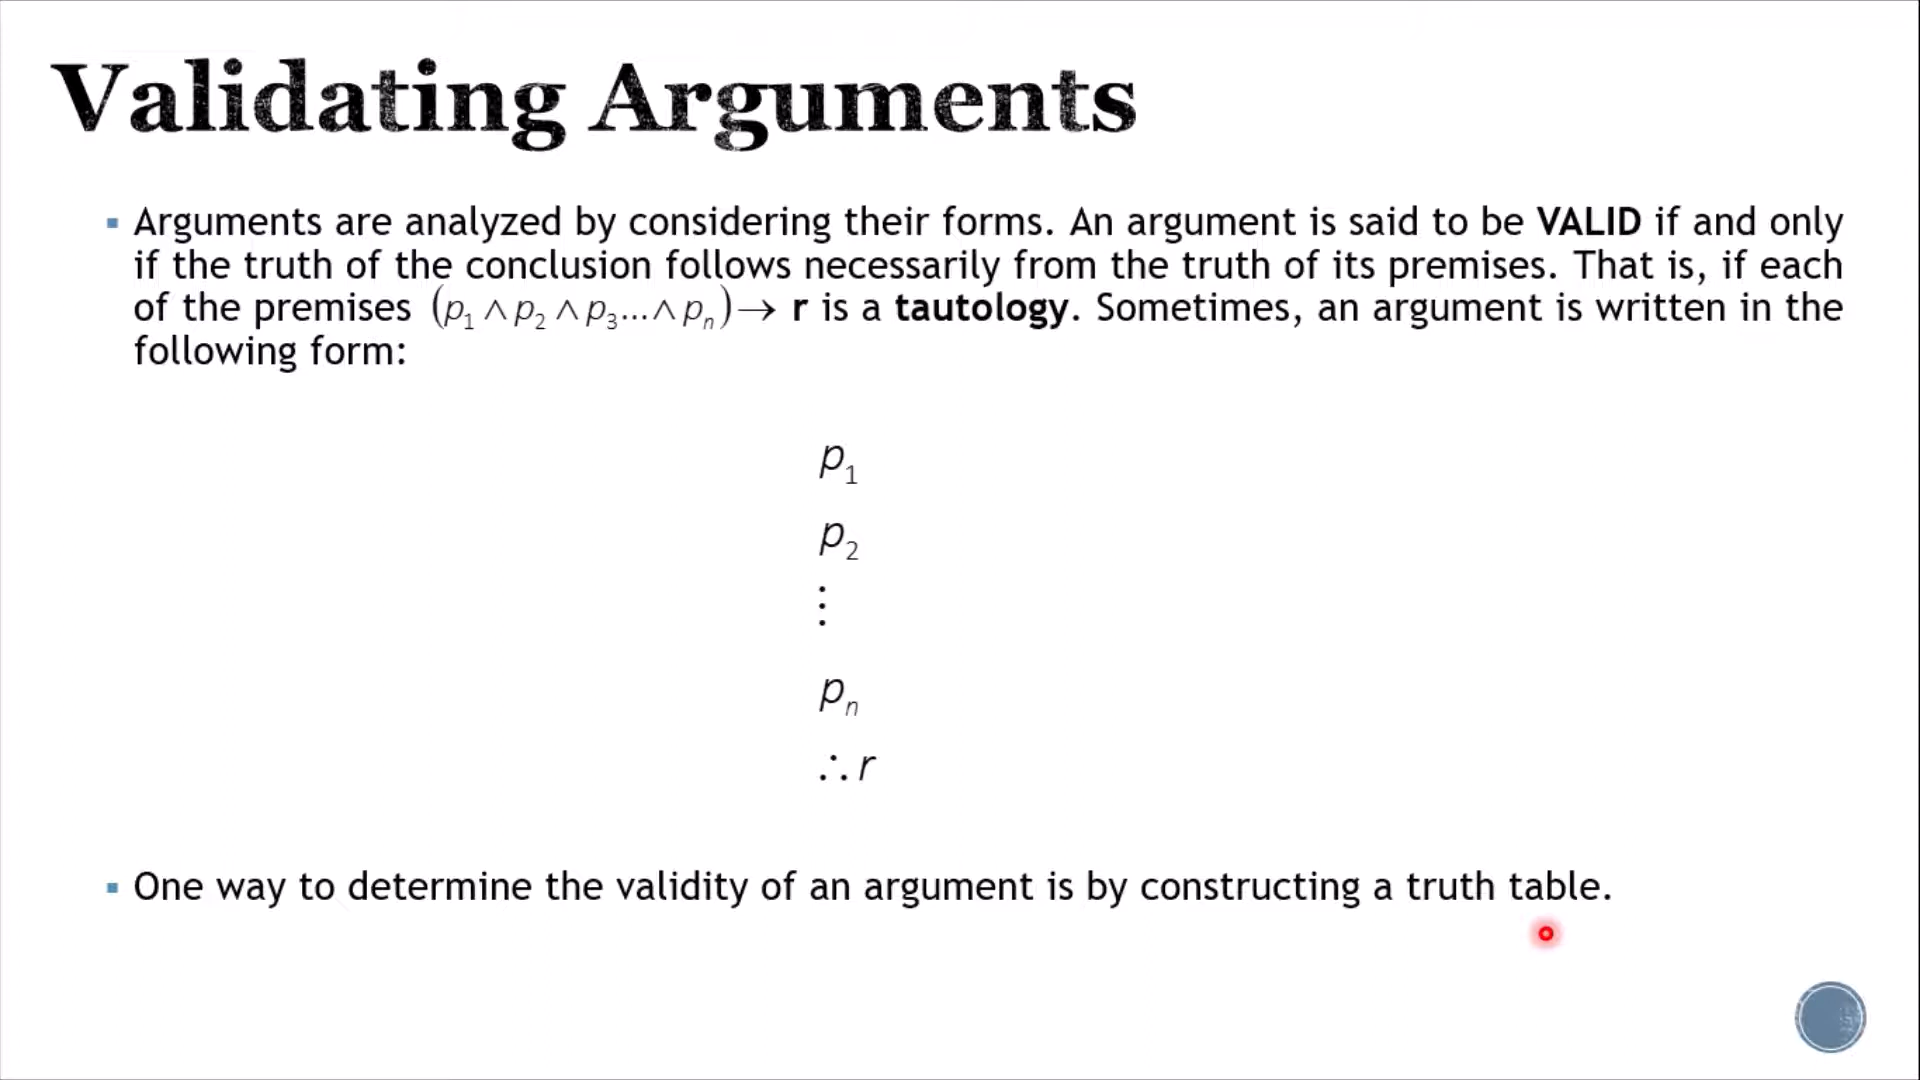 Validating Arguments
▪ Arguments are analyzed by considering their forms. An argument is said to be VALID if and only
if the truth of the conclusion follows necessarily from the truth of its premises. That is, if each
of the premises (p₁ ∧ p₂ ∧ p₃...∧ pₙ) → r is a tautology. Sometimes, an argument is written in the
following form:
p₁
p₂
⋮
pₙ
∴ r
▪ One way to determine the validity of an argument is by constructing a truth table.